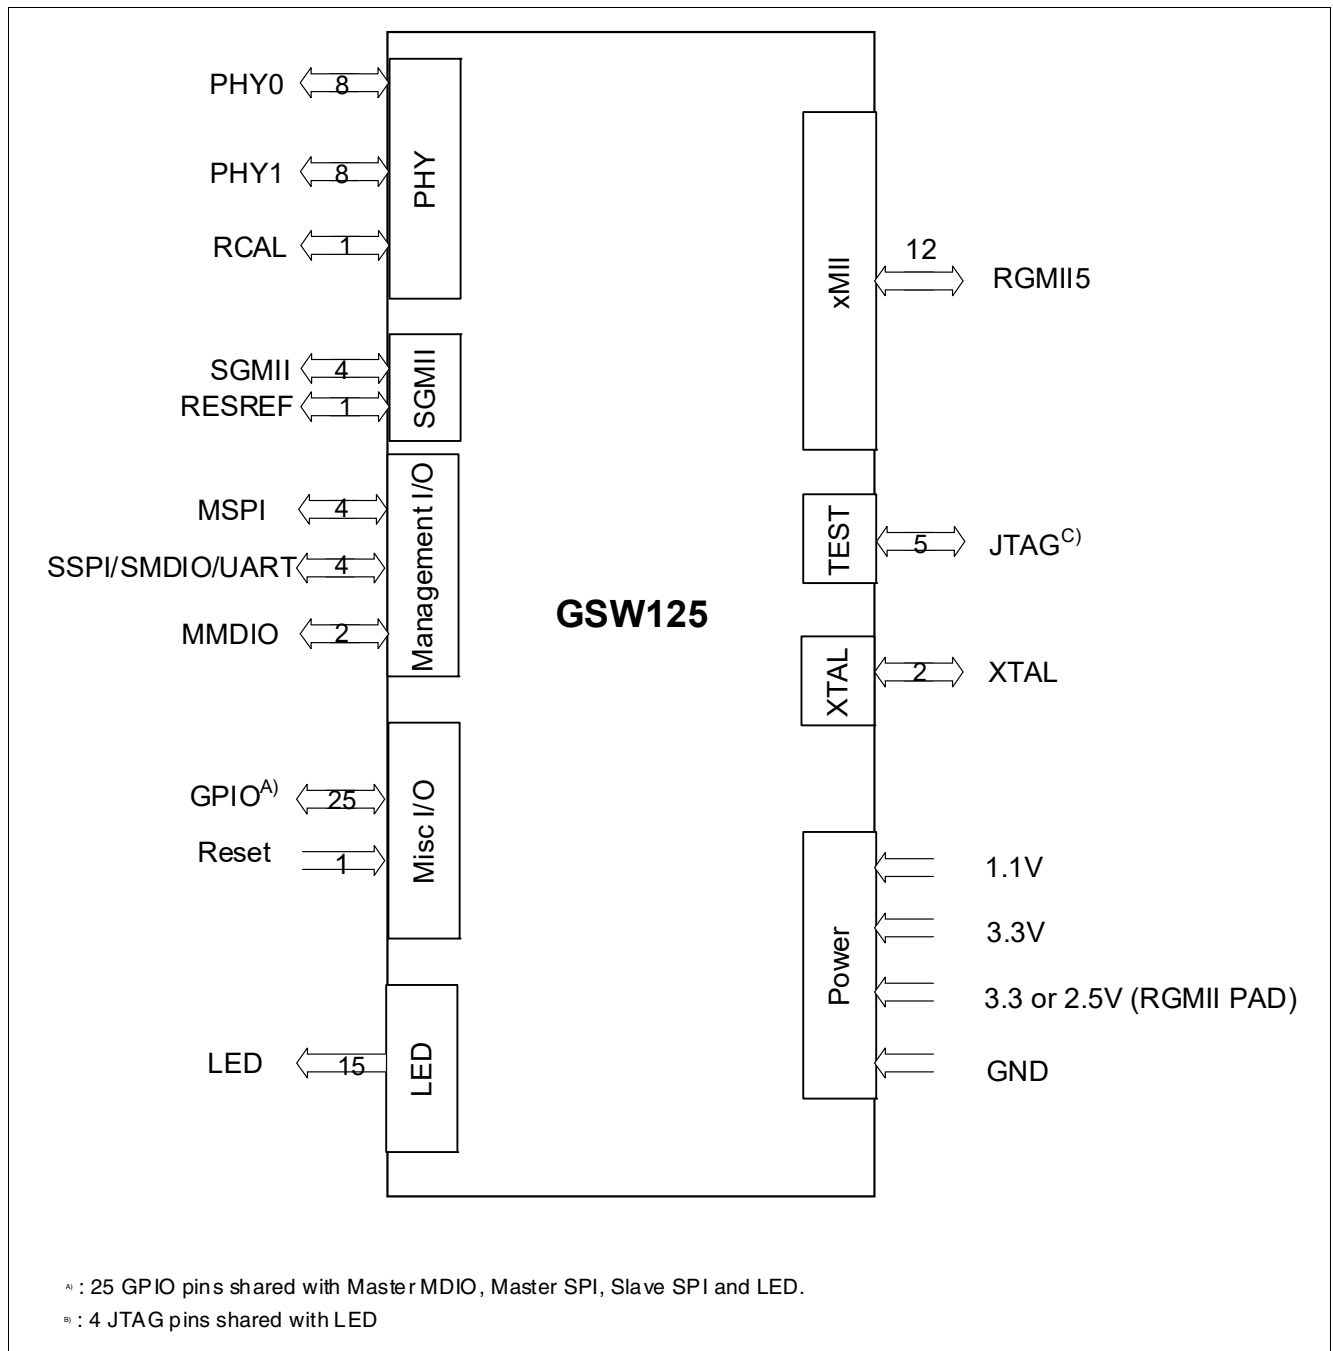 PHY0
8
PHY1
8
RCAL
1
PHY
SGMII
4
RESREF
1
SGMII
MSPI
4
SSPI/SMDIO/UART
4
MMDIO
2
Management I/O
GPIO A)
25
Reset
1
Misc I/O
LED
15
LED
GSW125
xMII
12
RGMII5
TEST
5
JTAG C)
XTAL
2
XTAL
Power
1.1V
3.3V
3.3 or 2.5V (RGMII PAD)
GND
A) : 25 GPIO pins shared with Master MDIO, Master SPI, Slave SPI and LED.
B) : 4 JTAG pins shared with LED